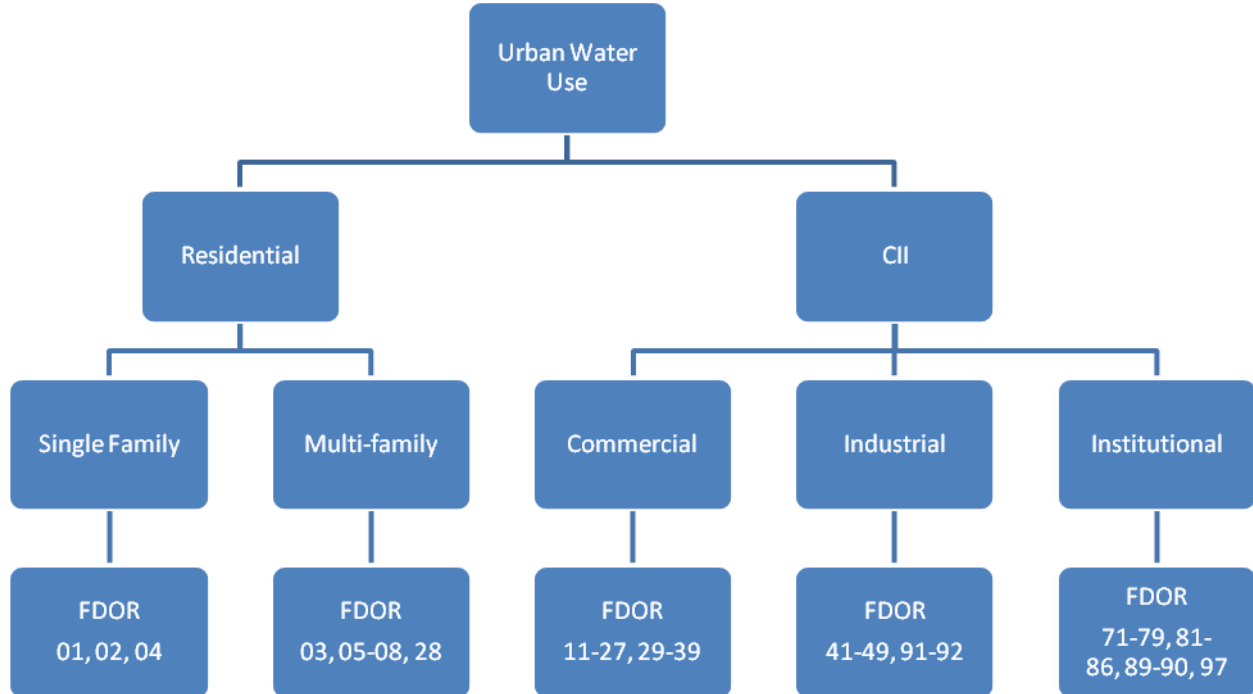 Urban Water
Use
Residential
CII
Single Family
Multi-family
Commercial
Industrial
Institutional
FDOR
01, 02, 04
FDOR
03, 05-08, 28
FDOR
11-27, 29-39
FDOR
41-49, 91-92
FDOR
71-79, 81-
86, 89-90, 97